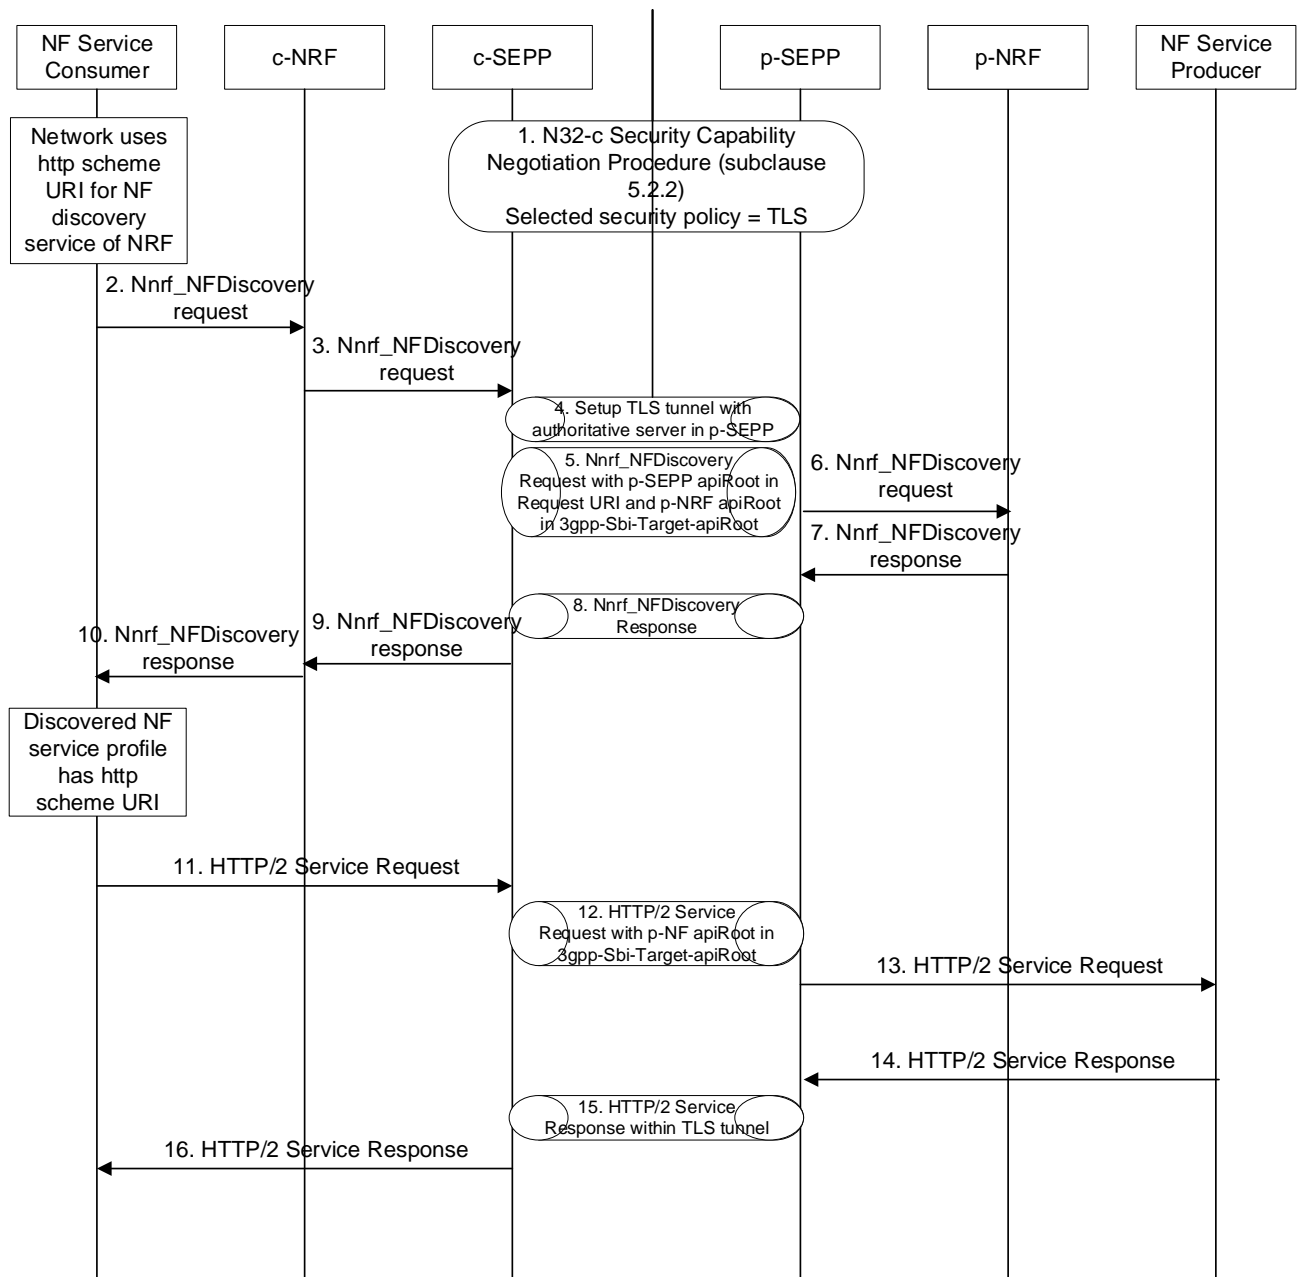 NF Service
Consumer
c-NRF
c-SEPP
p-SEPP
p-NRF
NF Service
Producer
Network uses
http scheme
URI for NF
discovery
service of NRF
1. N32-c Security Capability
Negotiation Procedure (subclause
5.2.2)
Selected security policy = TLS
2. Nnrf_NFDiscovery
request
3. Nnrf_NFDiscovery
request
4. Setup TLS tunnel with
authoritative server in p-SEPP
5. Nnrf_NFDiscovery
Request with p-SEPP apiRoot in
Request URI and p-NRF apiRoot
in 3gpp-Sbi-Target-apiRoot
6. Nnrf_NFDiscovery
request
7. Nnrf_NFDiscovery
response
8. Nnrf_NFDiscovery
Response
9. Nnrf_NFDiscovery
response
10. Nnrf_NFDiscovery
response
Discovered NF
service profile
has http
scheme URI
11. HTTP/2 Service Request
12. HTTP/2 Service
Request with p-NF apiRoot in
3gpp-Sbi-Target-apiRoot
13. HTTP/2 Service Request
14. HTTP/2 Service Response
15. HTTP/2 Service
Response within TLS tunnel
16. HTTP/2 Service Response